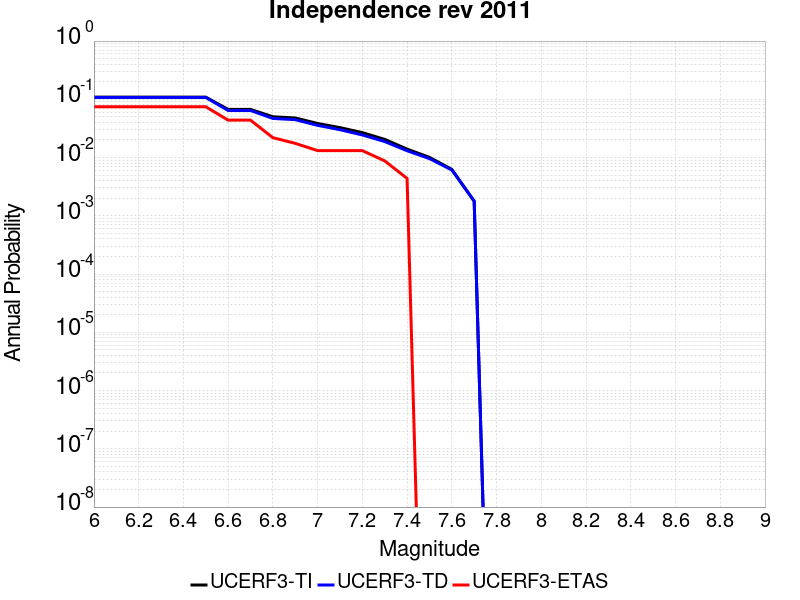 Independence rev 2011
10^0
10^-1
10^-2
10^-3
10^-4
10^-5
10^-6
10^-7
10^-8
Annual Probability
6 6.2 6.4 6.6 6.8 7 7.2 7.4 7.6 7.8 8 8.2 8.4 8.6 8.8 9
Magnitude
UCERF3-TI UCERF3-TD UCERF3-ETAS